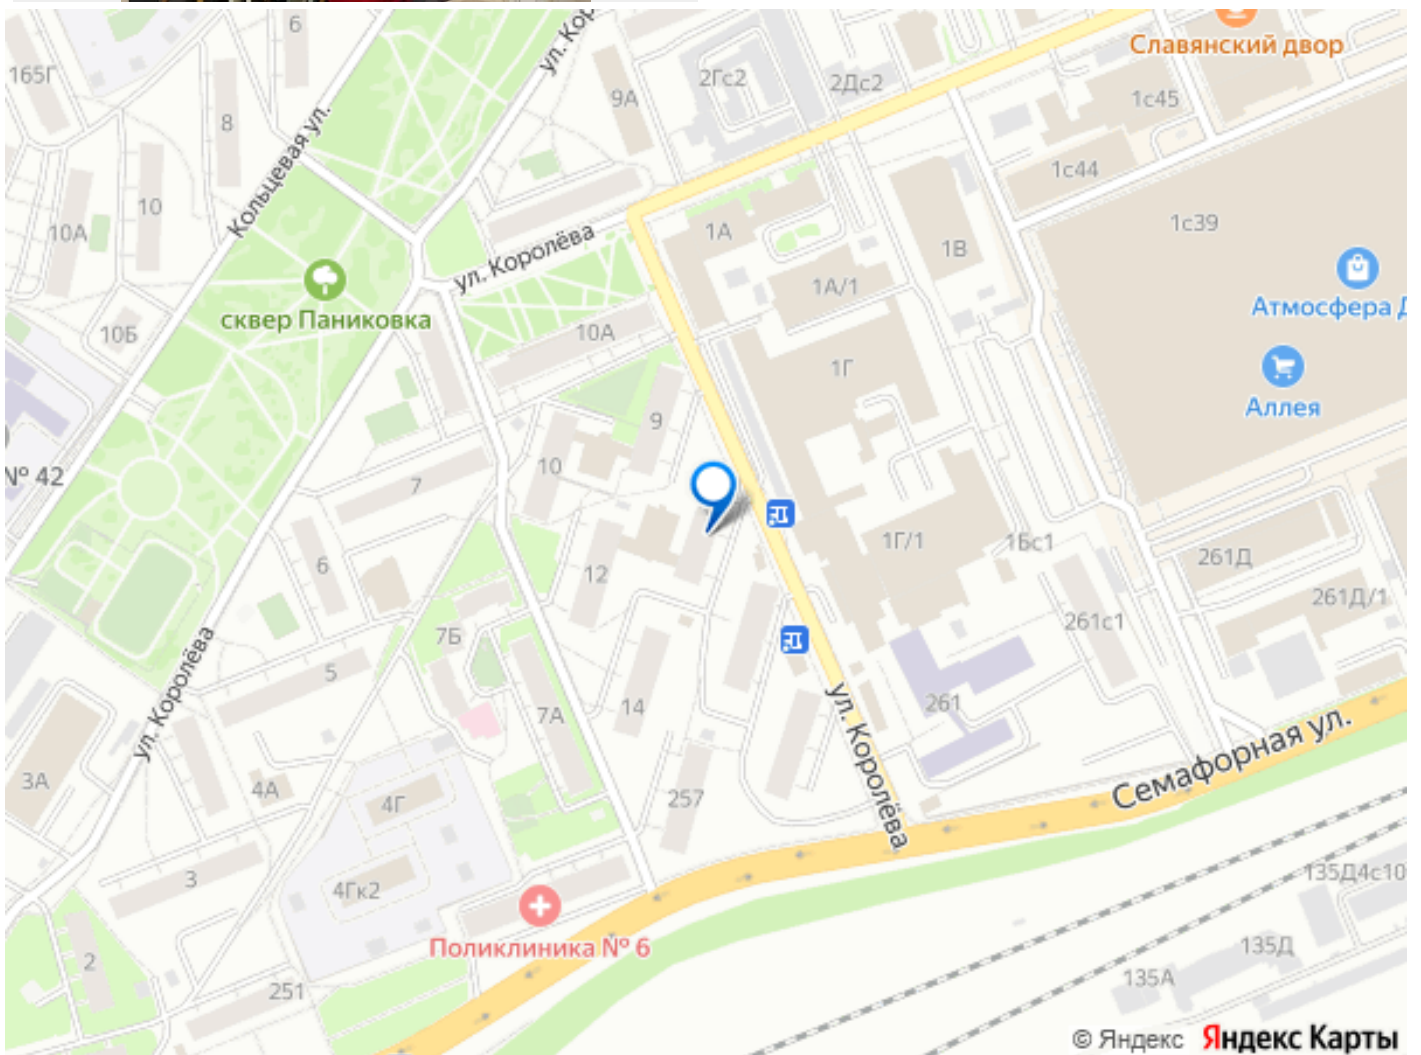 6
ул. Кор
Славянский двор
165Г
2Гс2
2Дс2
9А
1с45
8
Кольцевая ул.
1с44
10
10А
1А
1В
1с39
ул. Королёва
1А/1
сквер Паниковка
Атмосфера Д
10Б
10А
1Г
Аллея
9
№ 42
10
7
1Г/1
1Бс1
261Д
6
12
261Д/1
7Б
261с1
ул. Королёва
5
14
7А
261
ул. Королёва
Семафорная ул.
3А
4А
4Г
257
3
4Гк2
135Д4с10
Поликлиника № 6
2
135Д
135А
251
© Яндекс Яндекс Карты